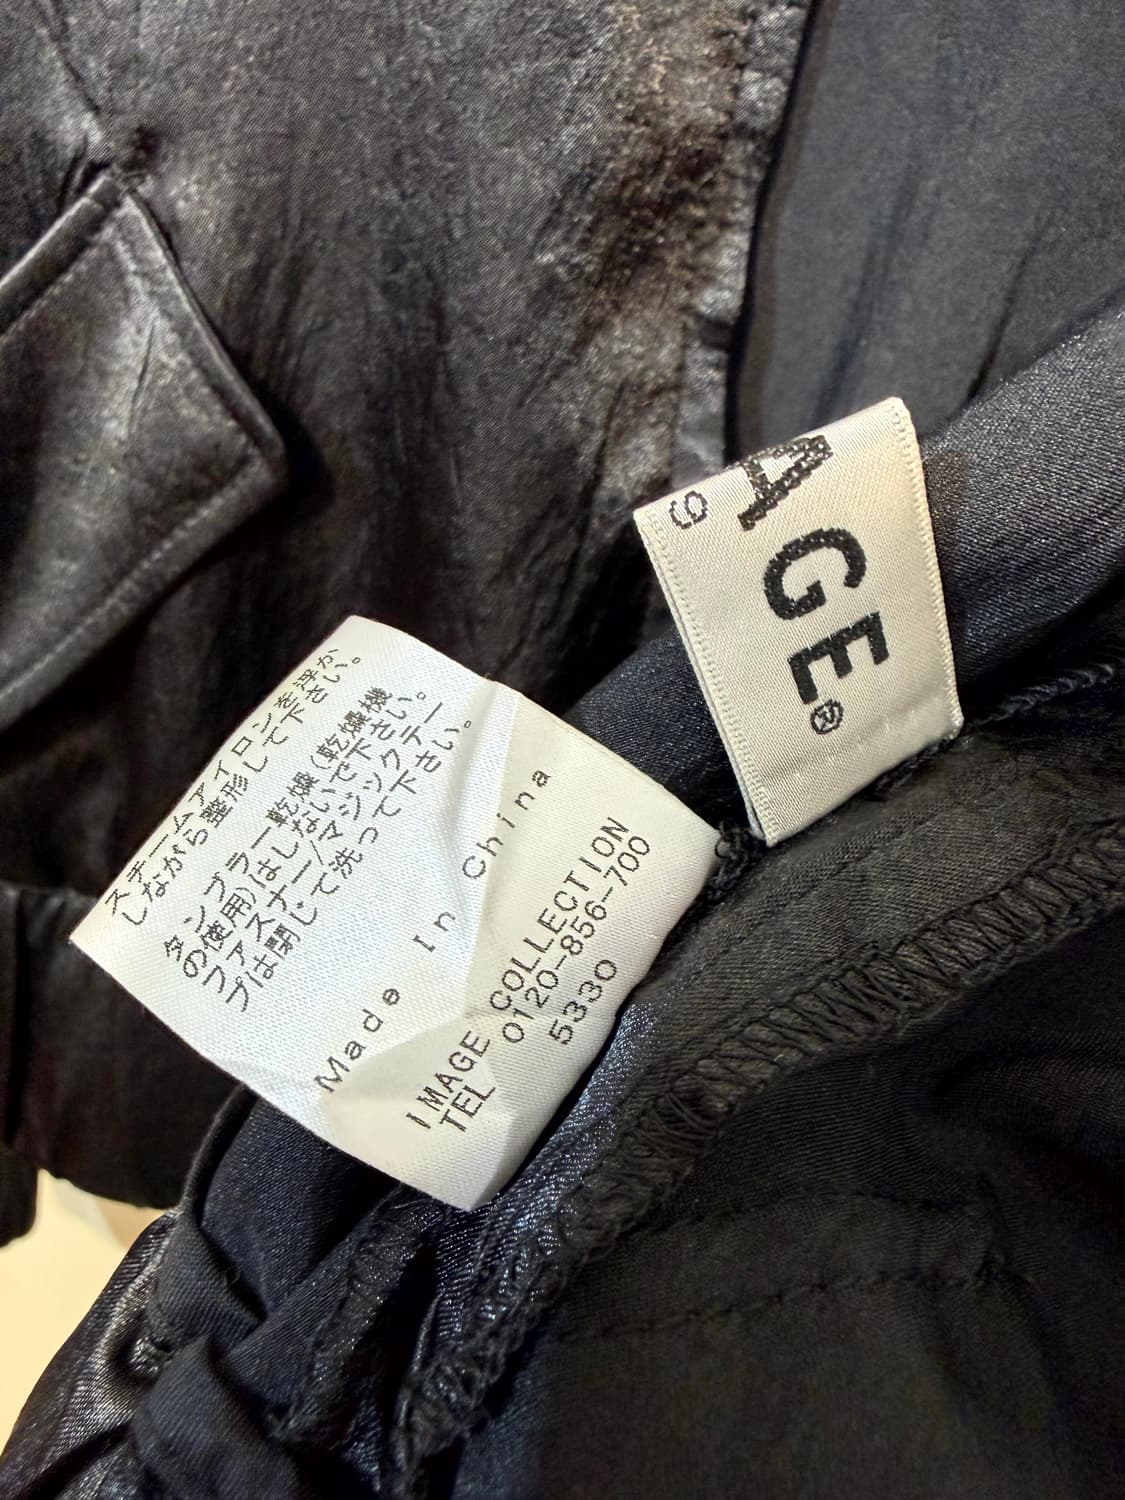 スチームアイロンを浮か
しながら整形して下さい。
タンブラー乾燥(乾燥機
の使用)はしないで下さい。
ファスナー/マジックテー
プは閉じて洗って下さい。
Made In China
IMAGE COLLECTION
TEL 0120-856-700
5330
AGE®
9